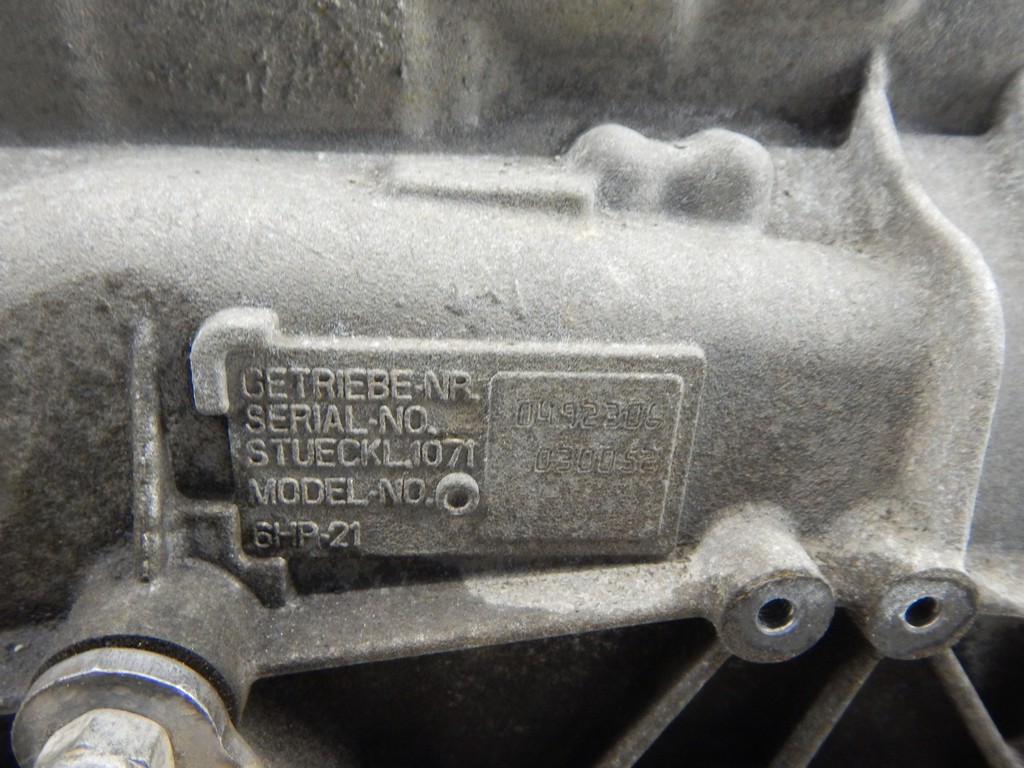 GETRIEBE-NR.
SERIAL-NO. 0492306
STUECKL.1071 030052
MODEL-NO.
6HP-21